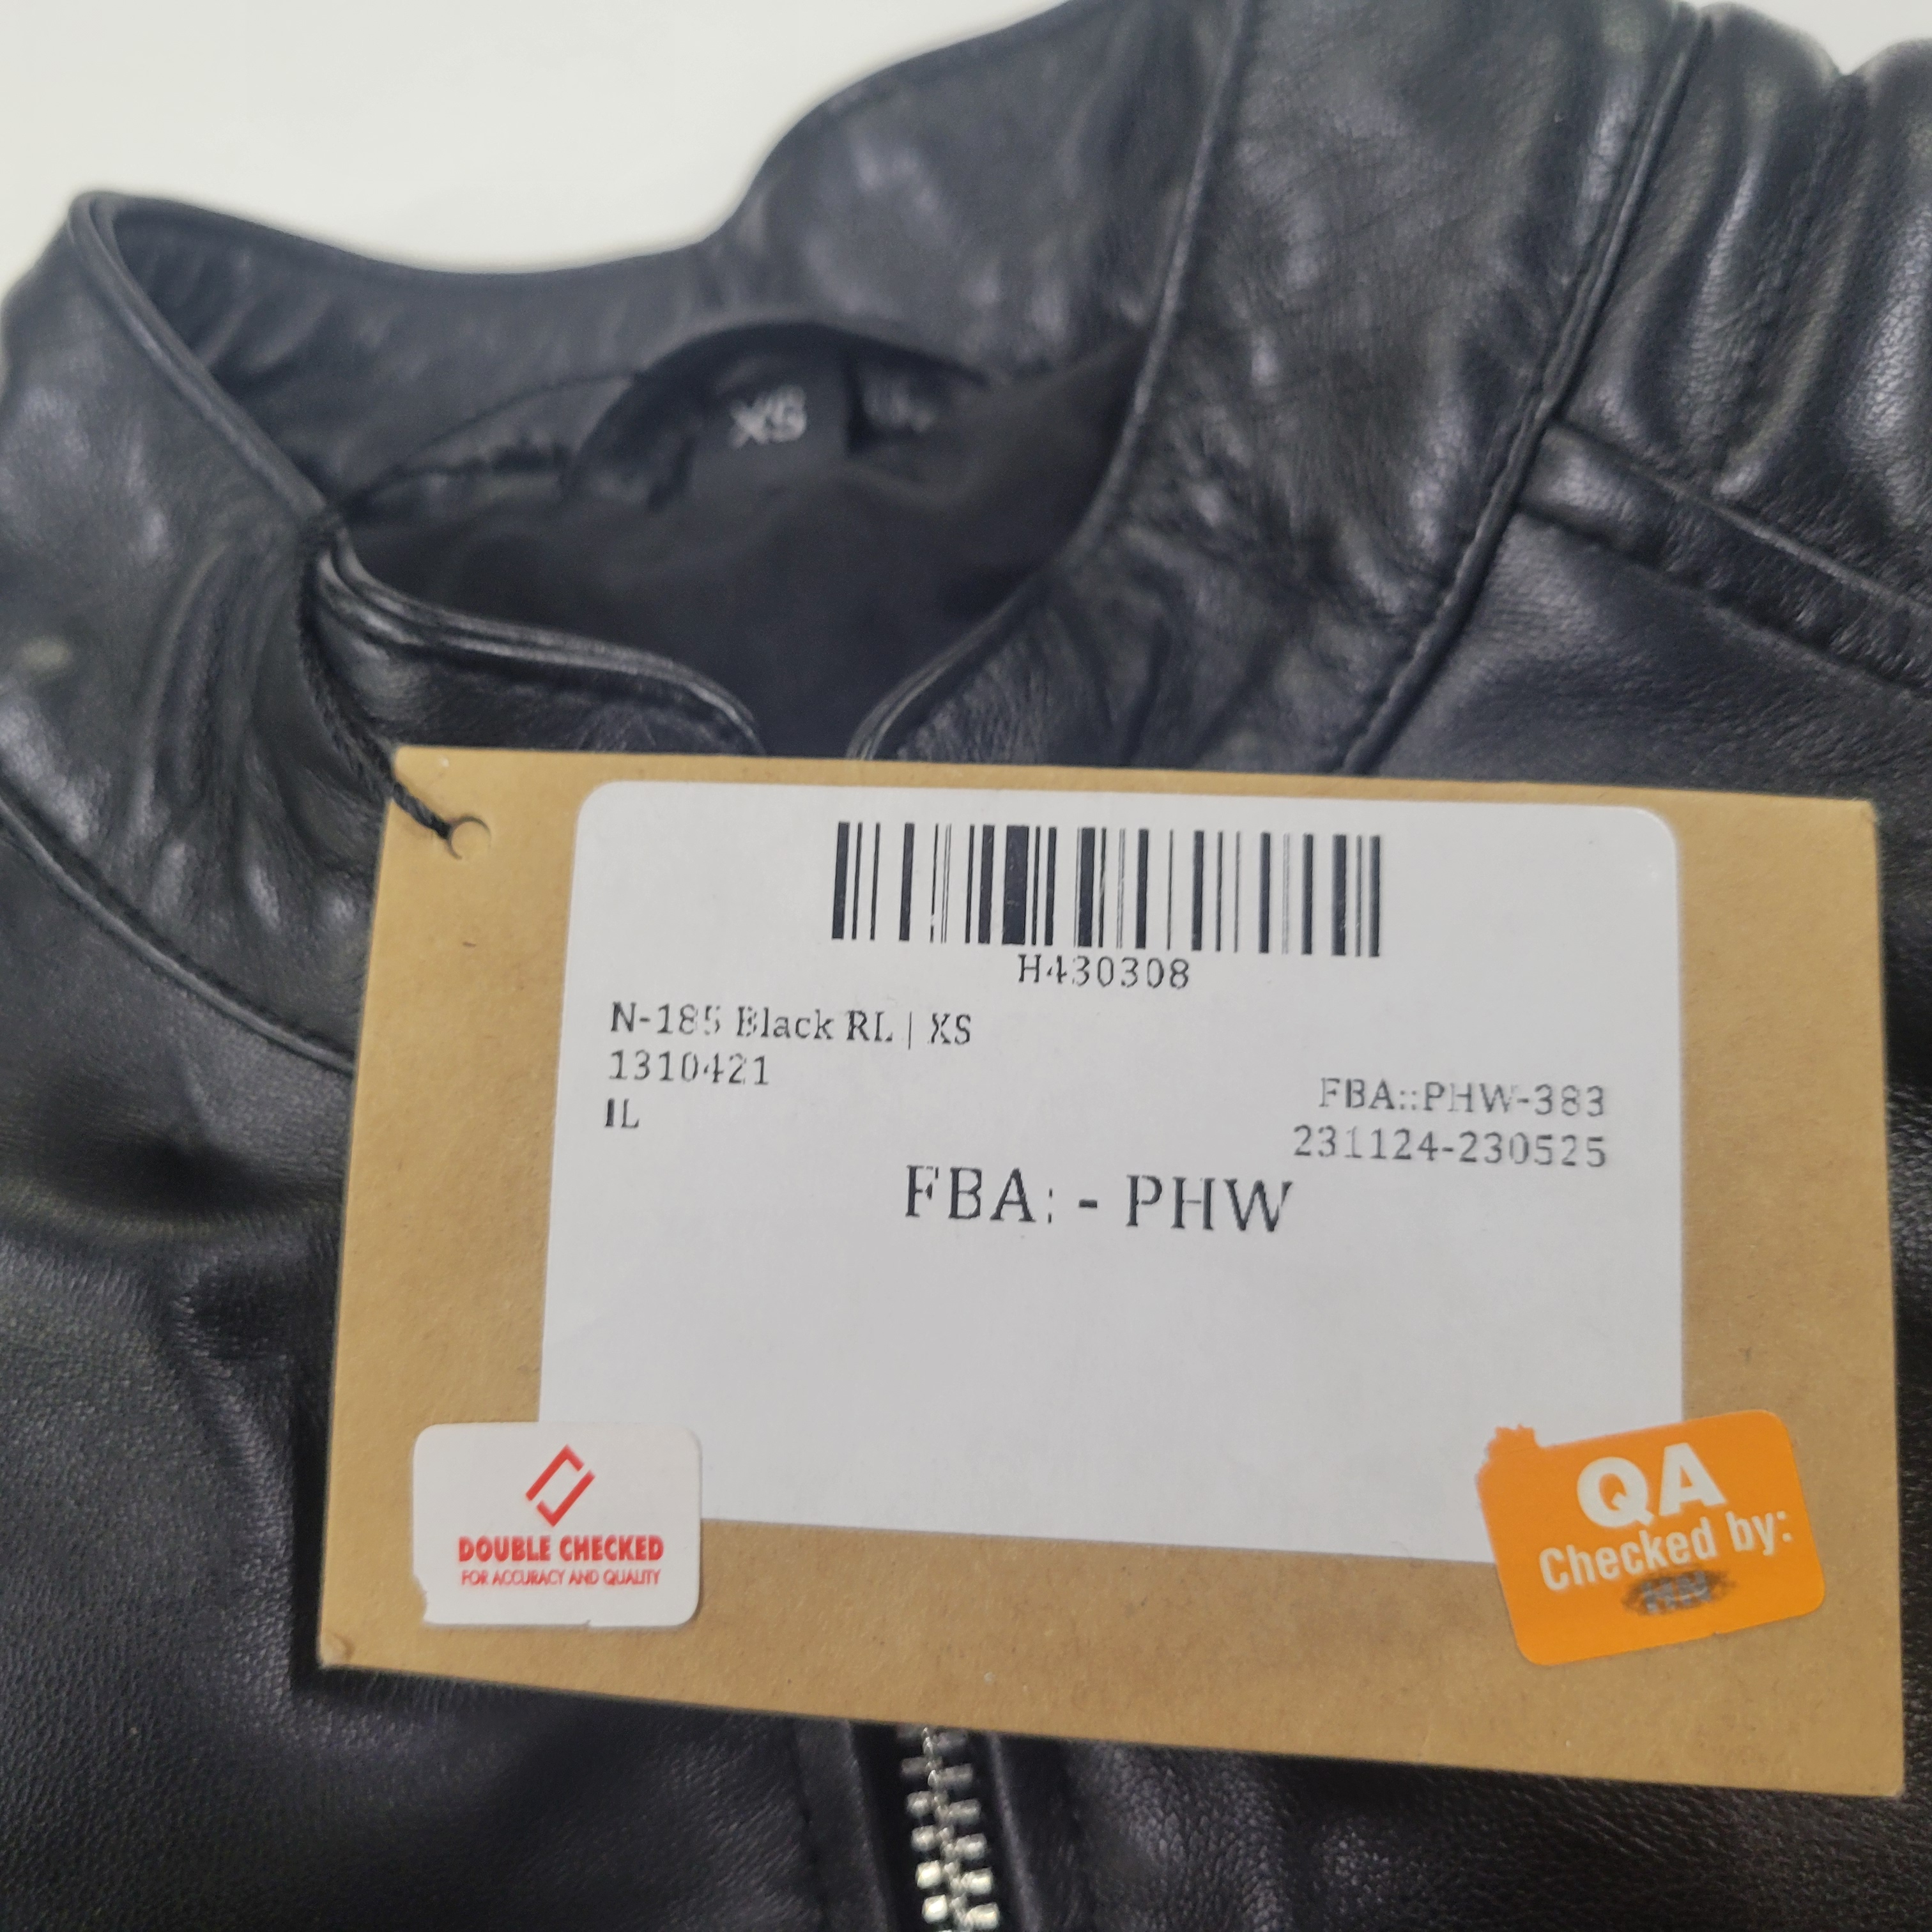 XS
H430308
N-185 Black RL | XS
1310421
IL
FBA::PHW-383
231124-230525
FBA: - PHW
DOUBLE CHECKED
FOR ACCURACY AND QUALITY
QA
Checked by:
HN